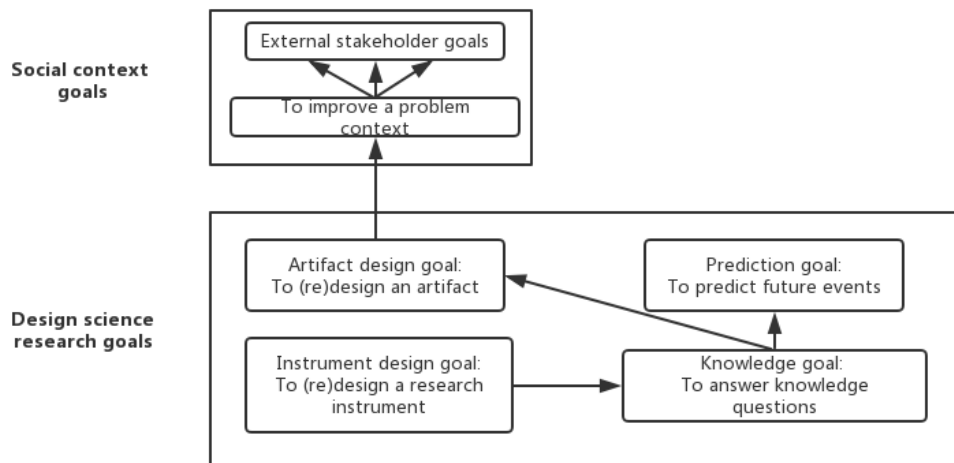 External stakeholder goals
Social context
goals
To improve a problem
context
Artifact design goal:
To (re)design an artifact
Prediction goal:
To predict future events
Design science
research goals
Instrument design goal:
To (re)design a research
instrument
Knowledge goal:
To answer knowledge
questions